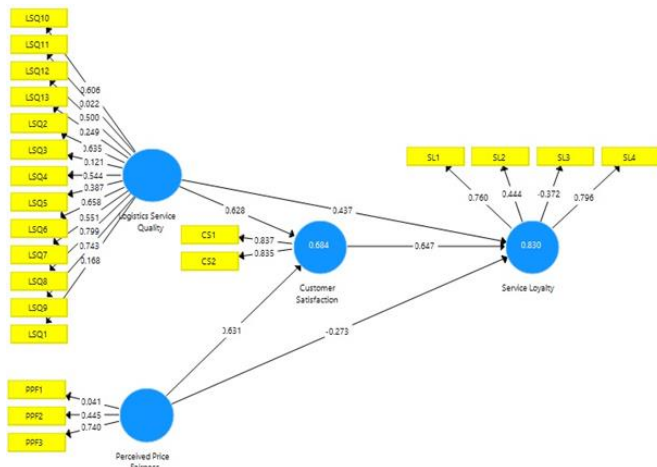 LSQ10
LSQ11
LSQ12
LSQ13
LSQ2
LSQ3
LSQ4
LSQ5
LSQ6
LSQ7
LSQ8
LSQ9
LSQ1
0.606
0.022
0.500
0.249
0.635
0.121
0.544
0.387
0.658
0.551
0.799
0.743
0.168
Logistics Service
Quality
0.628
0.437
CS1
CS2
0.837
0.835
0.684
Customer
Satisfaction
0.647
SL1
SL2
SL3
SL4
0.760
0.444
-0.372
0.796
0.830
Service Loyalty
0.631
-0.273
PPF1
PPF2
PPF3
0.041
0.445
0.740
Perceived Price